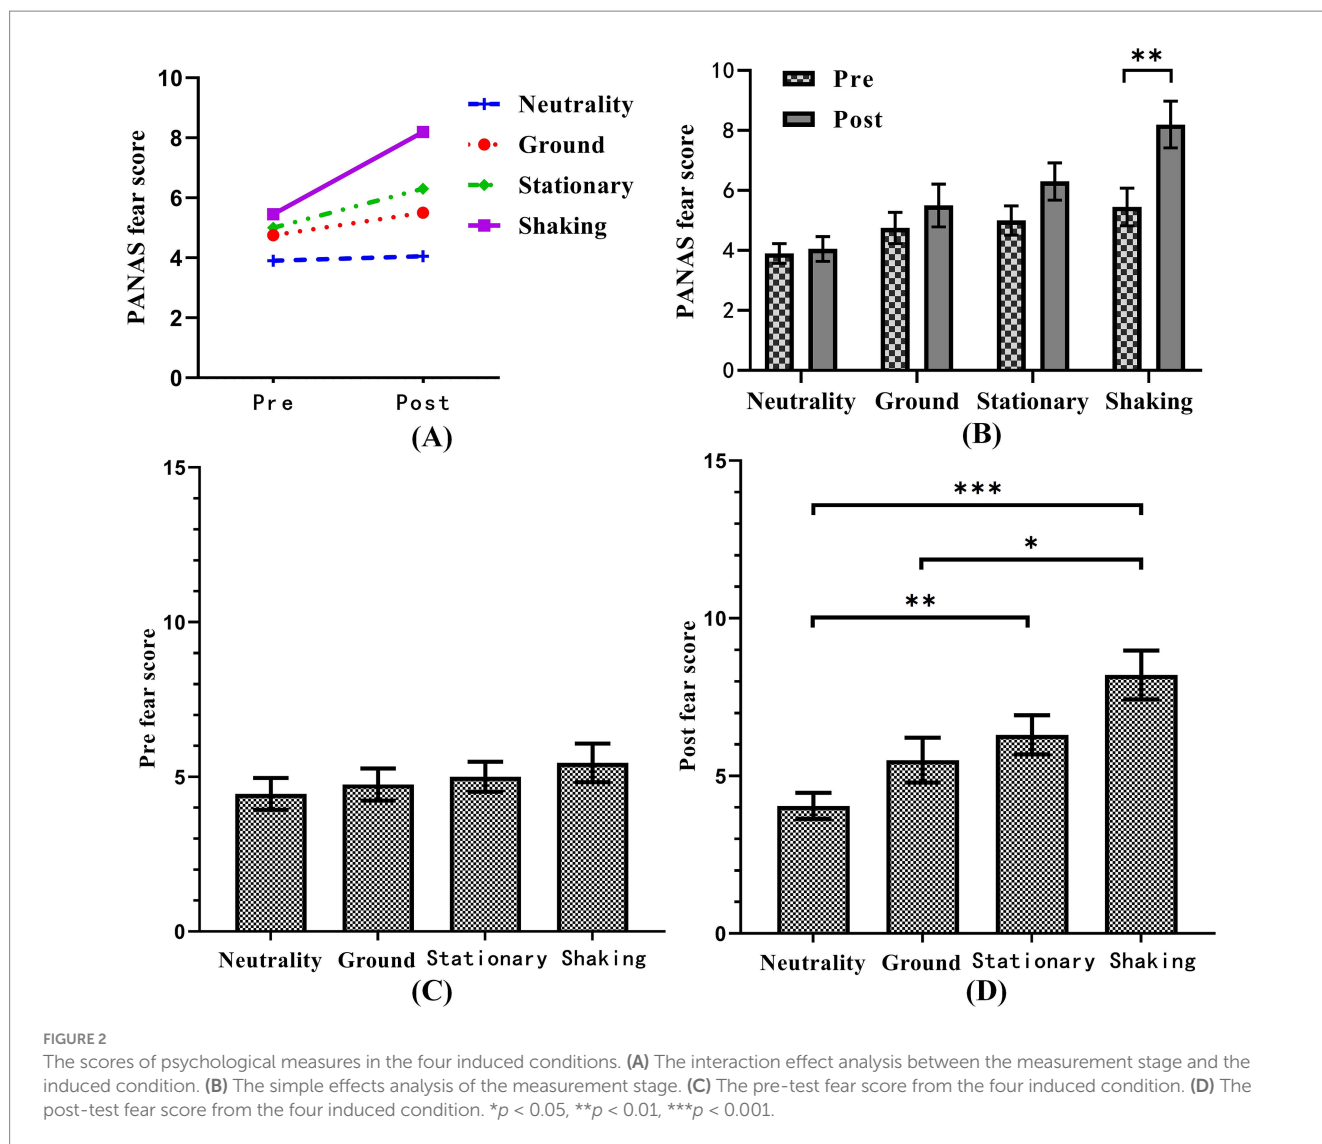 10
8
6
4
2
0
PANAS fear score
Pre
Post
Neutrality
Ground
Stationary
Shaking
(A)
10
8
6
4
2
0
PANAS fear score
Pre
Post
**
Neutrality
Ground
Stationary
Shaking
(B)
15
10
5
0
Pre fear score
Neutrality
Ground
Stationary
Shaking
(C)
15
10
5
0
Post fear score
***
*
**
Neutrality
Ground
Stationary
Shaking
(D)
FIGURE 2
The scores of psychological measures in the four induced conditions. (A) The interaction effect analysis between the measurement stage and the
induced condition. (B) The simple effects analysis of the measurement stage. (C) The pre-test fear score from the four induced condition. (D) The
post-test fear score from the four induced condition. *p < 0.05, **p < 0.01, ***p < 0.001.